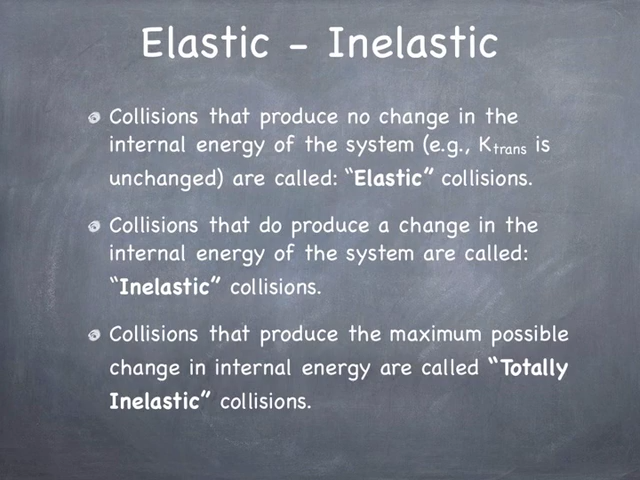 Elastic - Inelastic
Collisions that produce no change in the
internal energy of the system (e.g., Ktrans is
unchanged) are called: “Elastic” collisions.
Collisions that do produce a change in the
internal energy of the system are called:
“Inelastic” collisions.
Collisions that produce the maximum possible
change in internal energy are called “Totally
Inelastic” collisions.